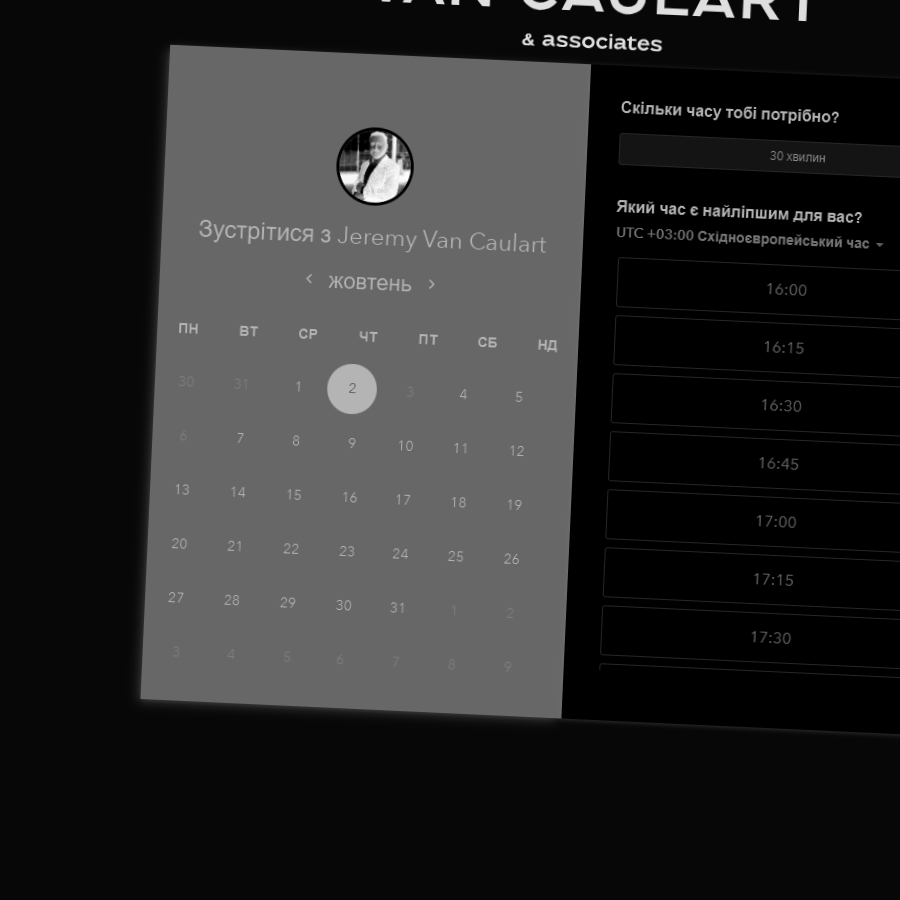 VAN CAULART
& associates
Зустрітися з Jeremy Van Caulart
жовтень
ПН ВТ СР ЧТ ПТ СБ НД
30 31 1 2 3 4 5
6 7 8 9 10 11 12
13 14 15 16 17 18 19
20 21 22 23 24 25 26
27 28 29 30 31 1 2
3 4 5 6 7 8 9
Скільки часу тобі потрібно?
30 хвилин
Який час є найліпшим для вас?
UTC +03:00 Східноєвропейський час
16:00
16:15
16:30
16:45
17:00
17:15
17:30